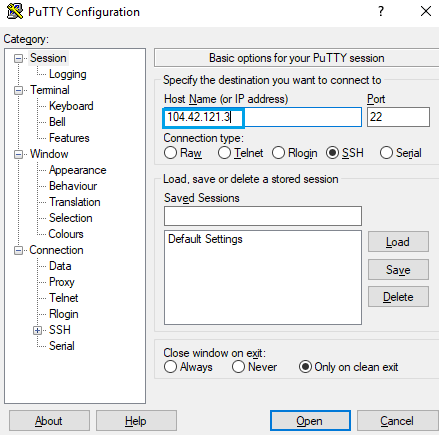 PuTTY Configuration
? ×
Category:
Session
Logging
Terminal
Keyboard
Bell
Features
Window
Appearance
Behaviour
Translation
Selection
Colours
Connection
Data
Proxy
Telnet
Rlogin
SSH
Serial
Basic options for your PuTTY session
Specify the destination you want to connect to
Host Name (or IP address) Port
104.42.121.3 22
Connection type:
Raw Telnet Rlogin SSH Serial
Load, save or delete a stored session
Saved Sessions
Default Settings
Load
Save
Delete
Close window on exit:
Always Never Only on clean exit
About Help Open Cancel